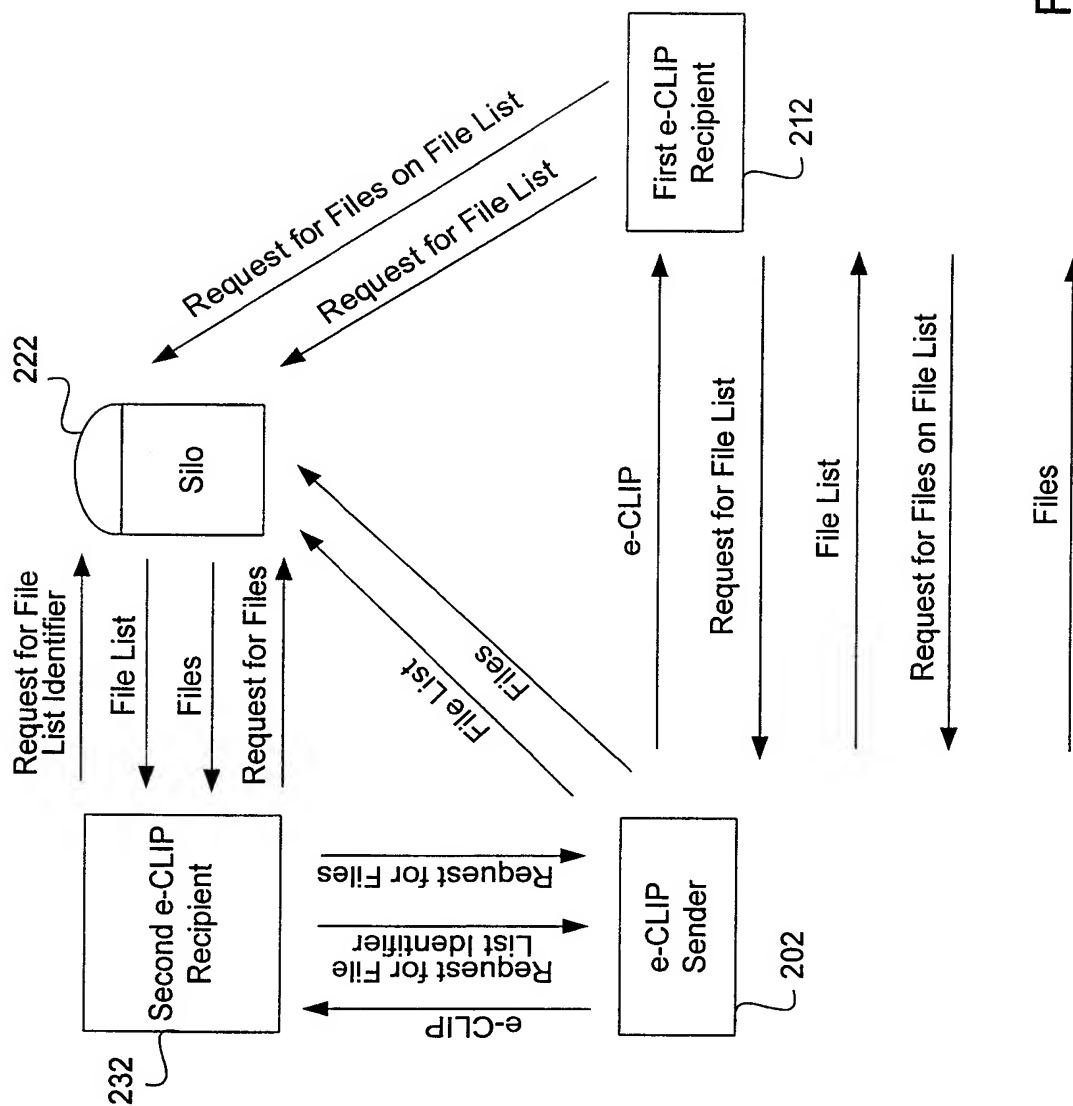 222
232
Second e-CLIP
Recipient
Request for File
List Identifier
File List
Files
Request for Files
Silo
Request for Files on File List
Request for File List
First e-CLIP
Recipient
212
e-CLIP
Request for File
List Identifier
Request for Files
File List
Files
e-CLIP
Sender
202
e-CLIP
Request for File List
File List
Request for Files on File List
Files